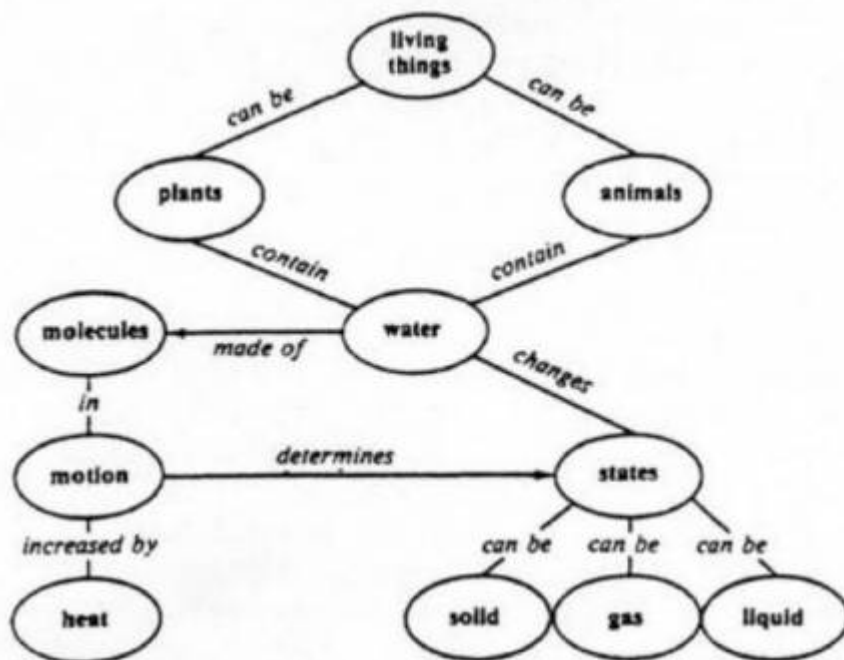 living
things
can be
can be
plants
animals
contain
contain
molecules
made of
water
changes
in
motion
determines
states
increased by
can be
can be
can be
heat
solid
gas
liquid